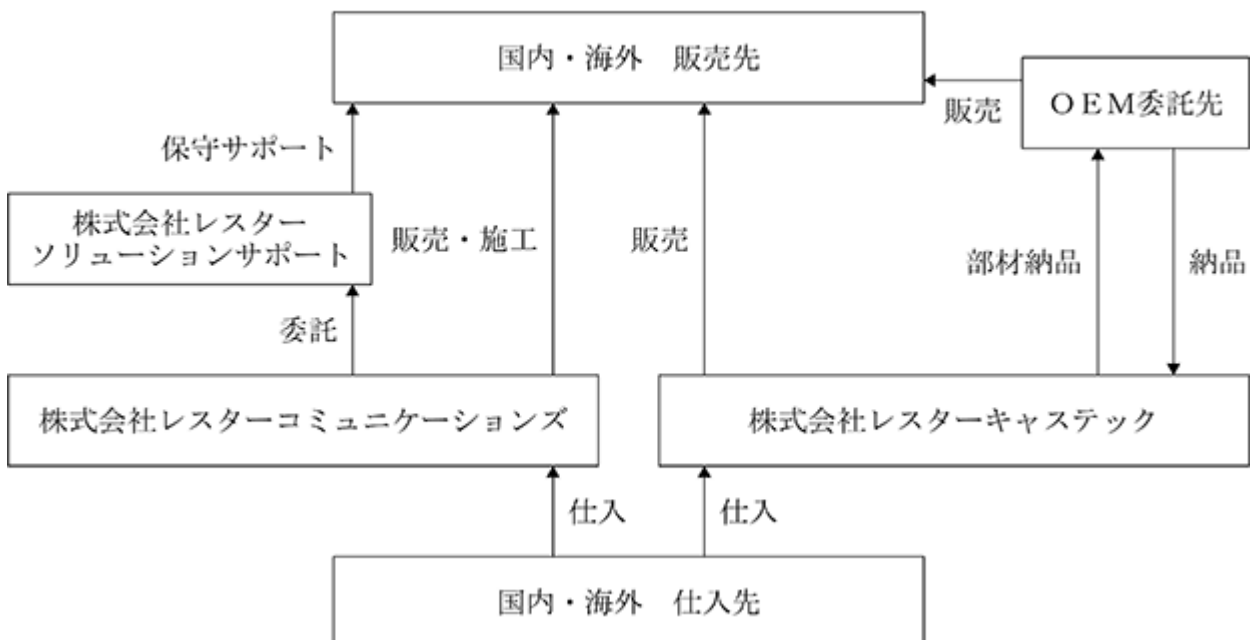 国内・海外　販売先
販売
ＯＥＭ委託先
保守サポート
株式会社レスター
ソリューションサポート
販売・施工
販売
部材納品
納品
委託
株式会社レスターコミュニケーションズ
株式会社レスターキャステック
仕入
仕入
国内・海外　仕入先